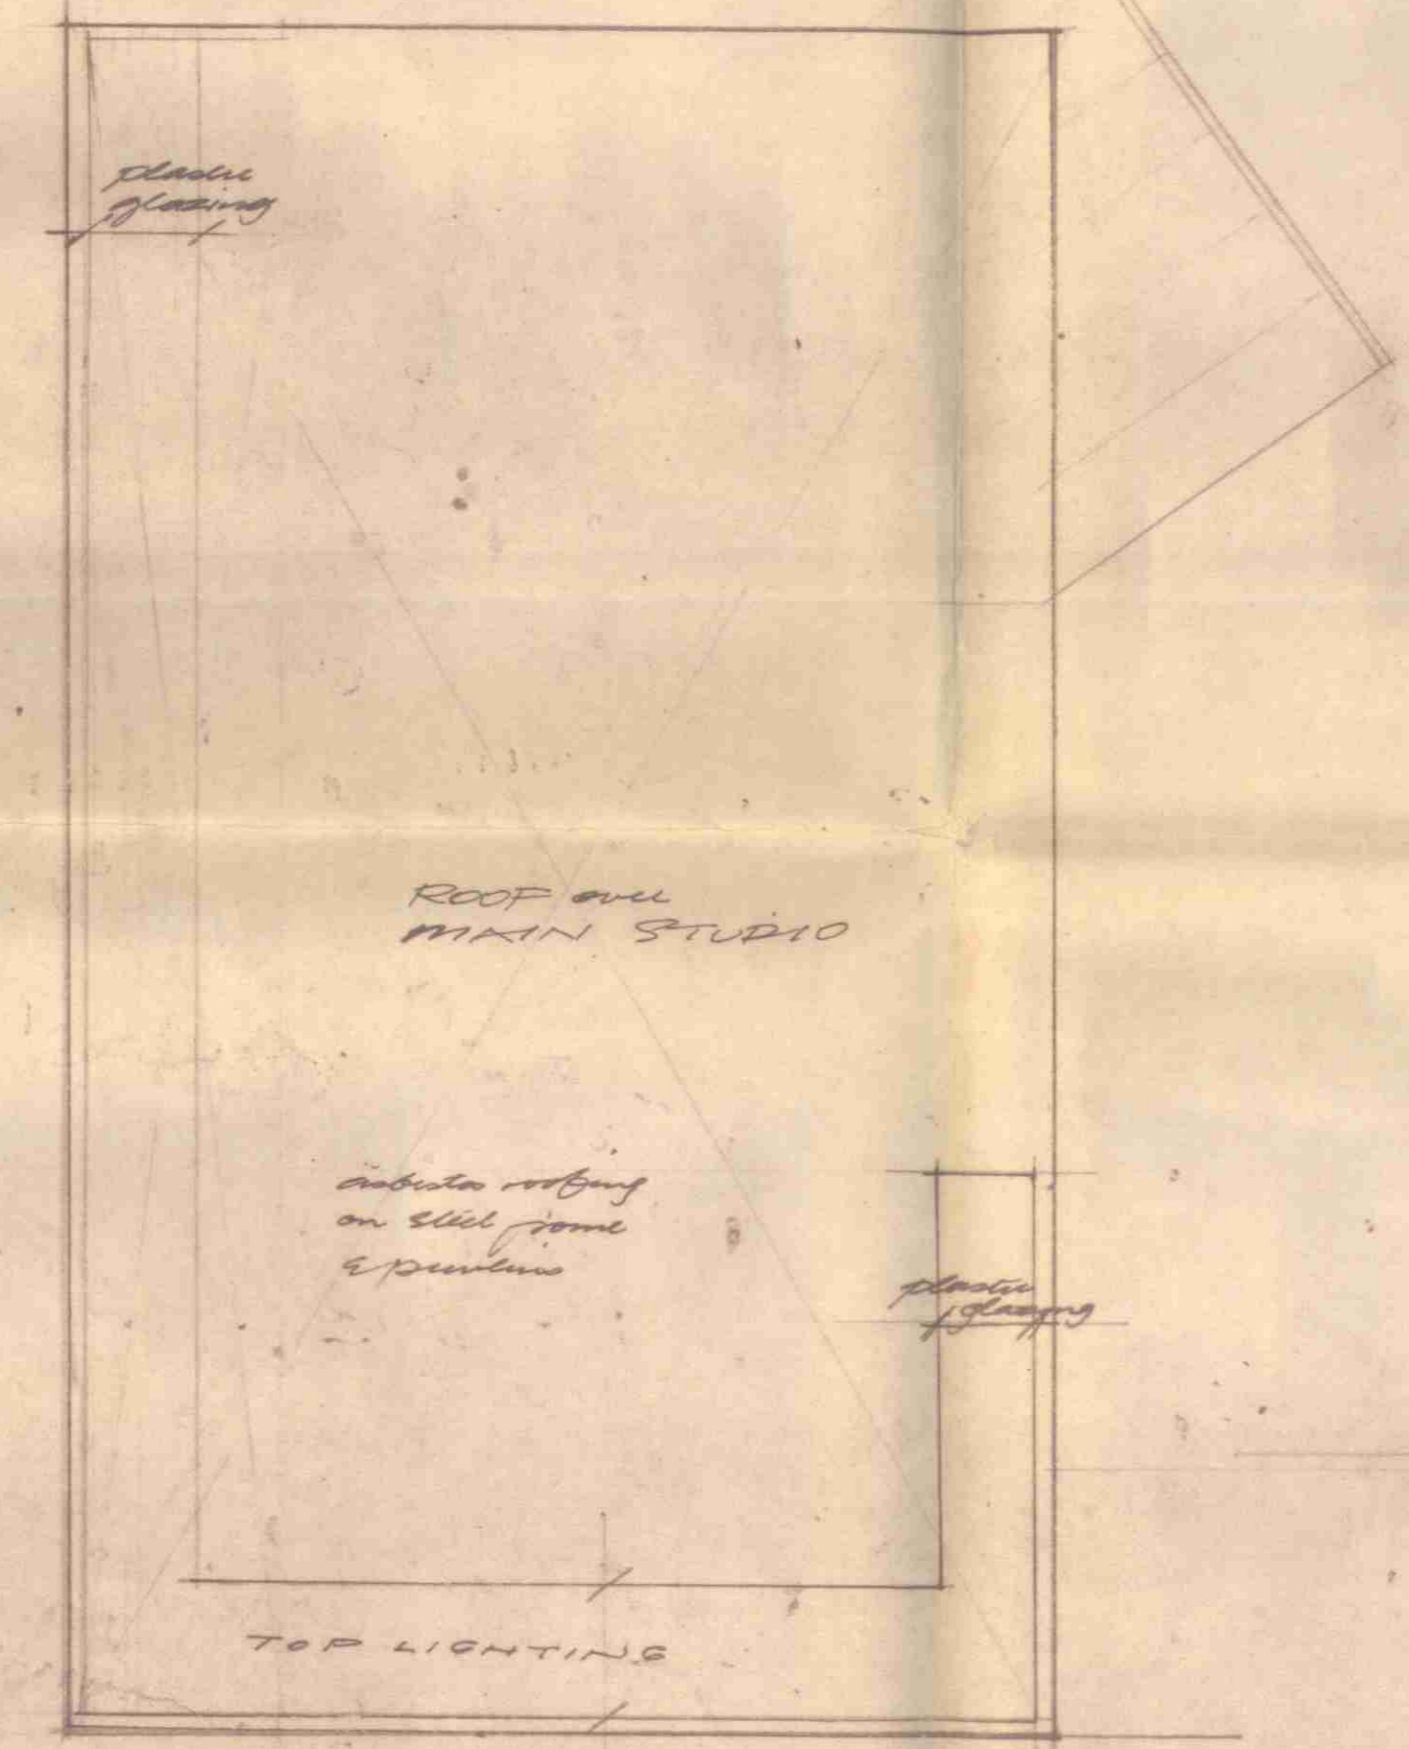 plastic
glazing
ROOF over
MAIN STUDIO
asbestos roofing
on steel frame
& purlins
plastic
glazing
TOP LIGHTING